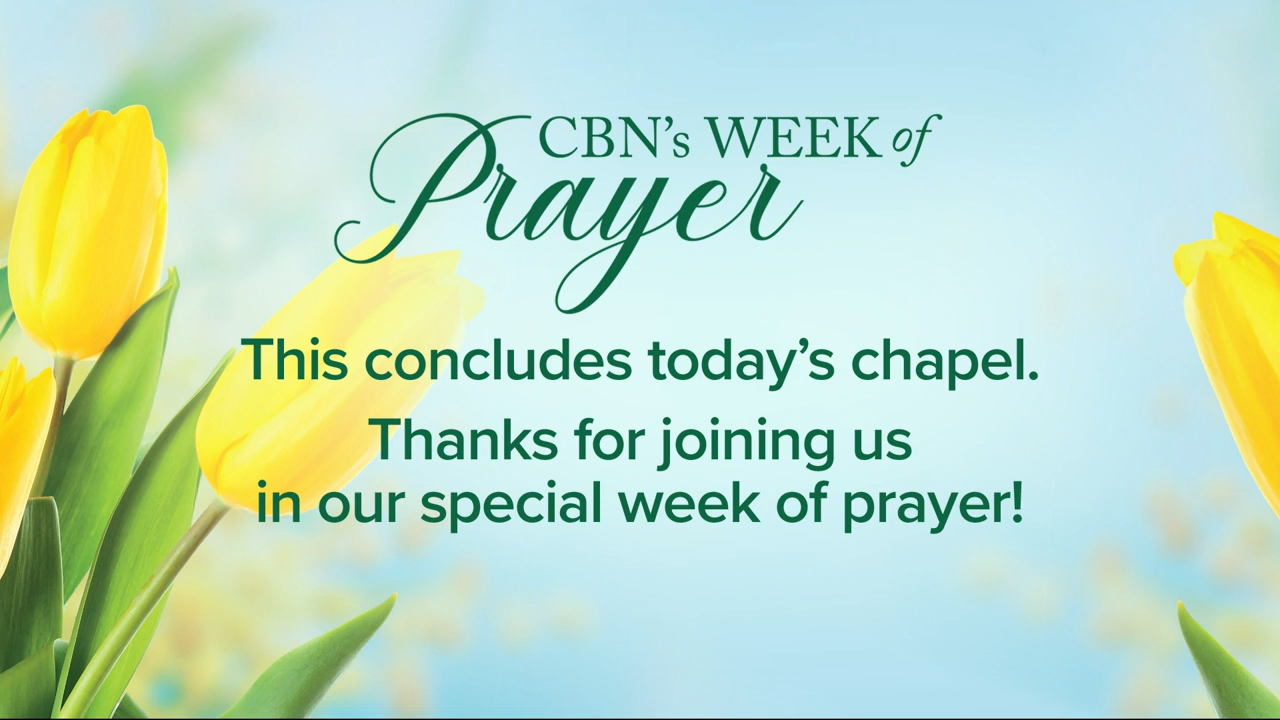 CBN's WEEK of
Prayer
This concludes today's chapel.
Thanks for joining us
in our special week of prayer!